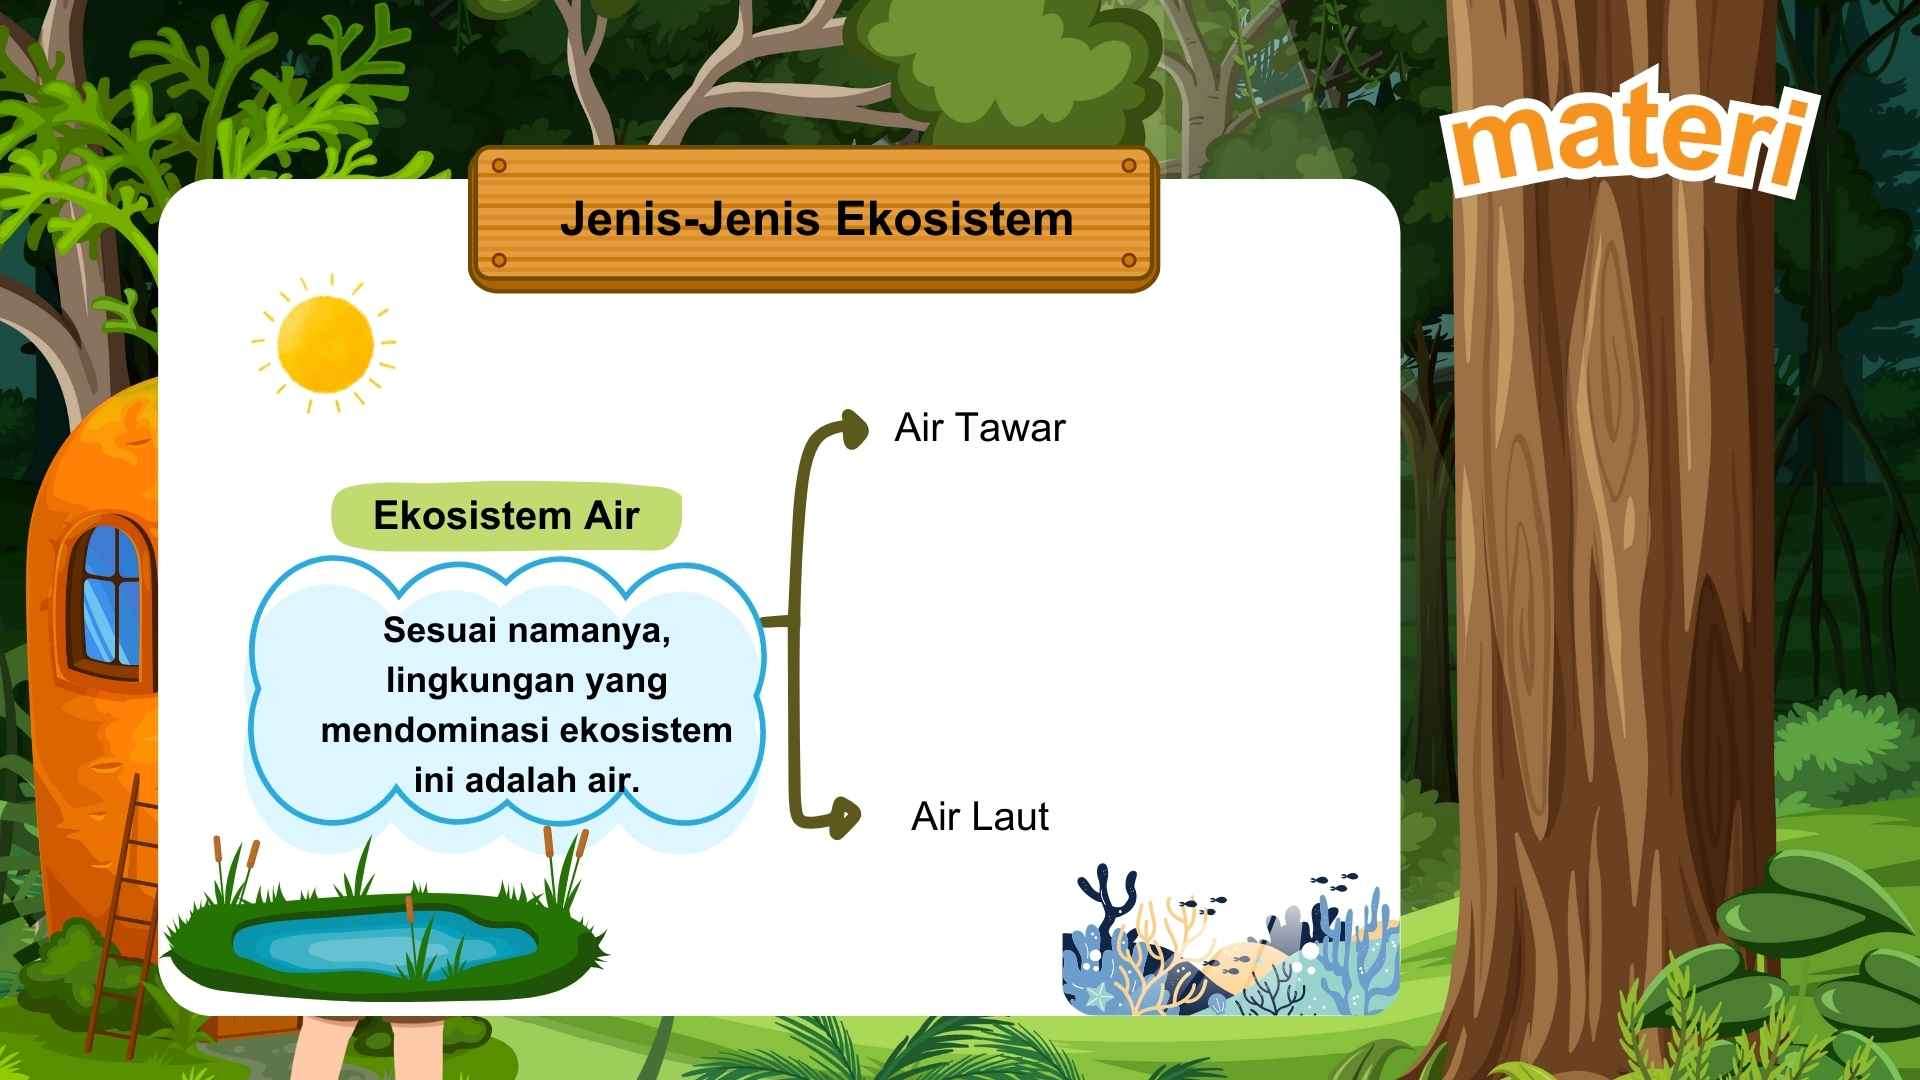 materi
Jenis-Jenis Ekosistem
Air Tawar
Ekosistem Air
Sesuai namanya,
lingkungan yang
mendominasi ekosistem
ini adalah air.
Air Laut